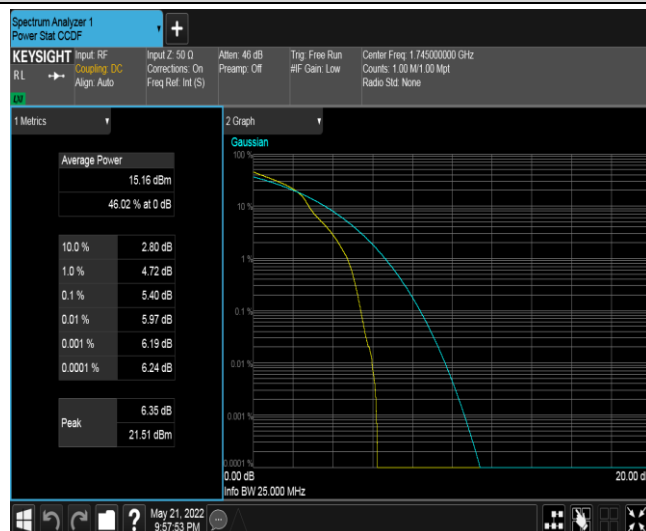 Spectrum Analyzer 1
Power Stat CCDF
+
KEYSIGHT
RL
LM
Input: RF
Coupling: DC
Align: Auto
Input Z: 50 Ω
Corrections: On
Freq Ref: Int (S)
Atten: 46 dB
Preamp: Off
Trig: Free Run
#IF Gain: Low
Center Freq: 1.745000000 GHz
Counts: 1.00 M/1.00 Mpt
Radio Std: None
1 Metrics
Average Power
15.16 dBm
46.02 % at 0 dB
10.0 % 2.80 dB
1.0 % 4.72 dB
0.1 % 5.40 dB
0.01 % 5.97 dB
0.001 % 6.19 dB
0.0001 % 6.24 dB
Peak
6.35 dB
21.51 dBm
2 Graph
Gaussian
100 %
10 %
1 %
0.1 %
0.01 %
0.001 %
0.0001 %
0.00 dB
20.00 d
Info BW 25.000 MHz
?
May 21, 2022
9:57:53 PM